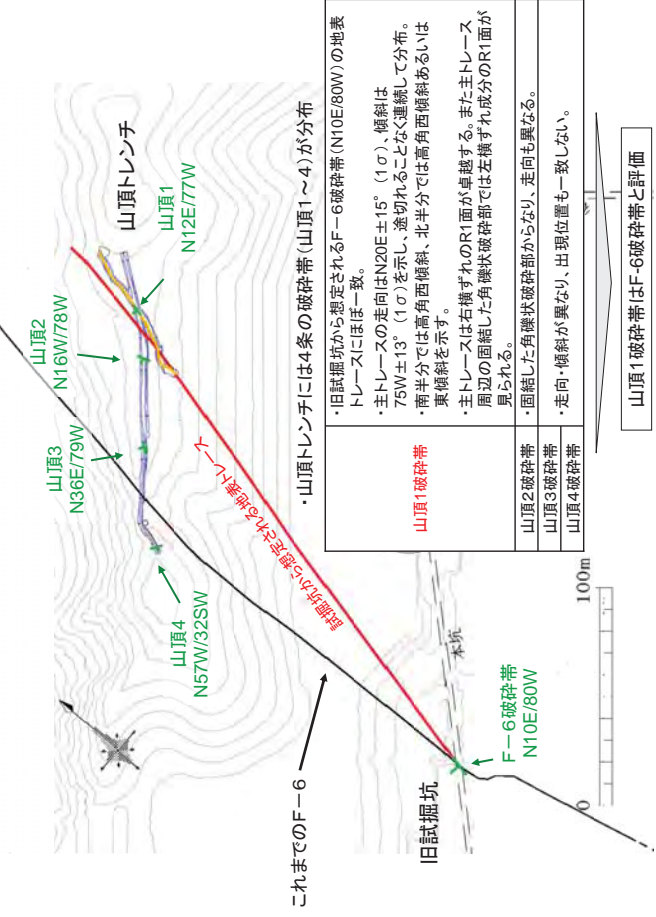 山頂トレンチ
山頂1
N12E/77W
山頂2
N16W/78W
山頂3
N36E/79W
山頂4
N57W/32SW
試掘坑から想定される地表トレース
これまでのF－6
旧試掘坑
本坑
F－6破砕帯
N10E/80W
0
100m
・山頂トレンチには4条の破砕帯(山頂1～4)が分布
山頂1破砕帯
・旧試掘坑から想定されるF－6破砕帯(N10E/80W)の地表
トレースにほぼ一致。
・主トレースの走向はN20E±15°（1σ）、傾斜は
75W±13°（1σ）を示し、途切れることなく連続して分布。
・南半分では高角西傾斜、北半分では高角西傾斜あるいは
東傾斜を示す。
・主トレースは右横ずれのR1面が卓越する。また主トレース
周辺の固結した角礫状破砕部では左横ずれ成分のR1面が
見られる。
山頂2破砕帯
・固結した角礫状破砕部からなり、走向も異なる。
山頂3破砕帯
山頂4破砕帯
・走向・傾斜が異なり、出現位置も一致しない。
山頂1破砕帯はF-6破砕帯と評価